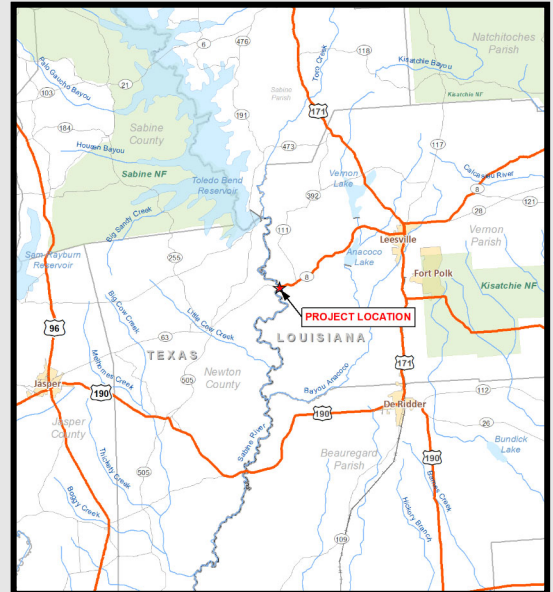 Natchitoches
Parish
6
476
118
Toro Creek
Kisatchie Bayou
Palo Gaucho Bayou
21
103
Sabine
Parish
Kisatchie NF
191
171
184
Sabine
County
117
Housen Bayou
473
Calcasieu River
Sabine NF
Toledo Bend
Reservoir
Vernon
Lake
8
392
28
121
Big Sandy Creek
111
Leesville
Vernon
Parish
Sam Rayburn
Reservoir
255
Anacoco
Lake
8
Fort Polk
Kisatchie NF
Big Cow Creek
Little Cow Creek
PROJECT LOCATION
96
63
LOUISIANA
TEXAS
171
Newton
County
505
Bayou Anacoco
Jasper
190
112
190
De Ridder
26
Jasper
County
Sabine River
Bundick
Lake
Thickety Creek
Beauregard
Parish
190
505
Boggy Creek
Barnes Creek
Hickory Branch
109